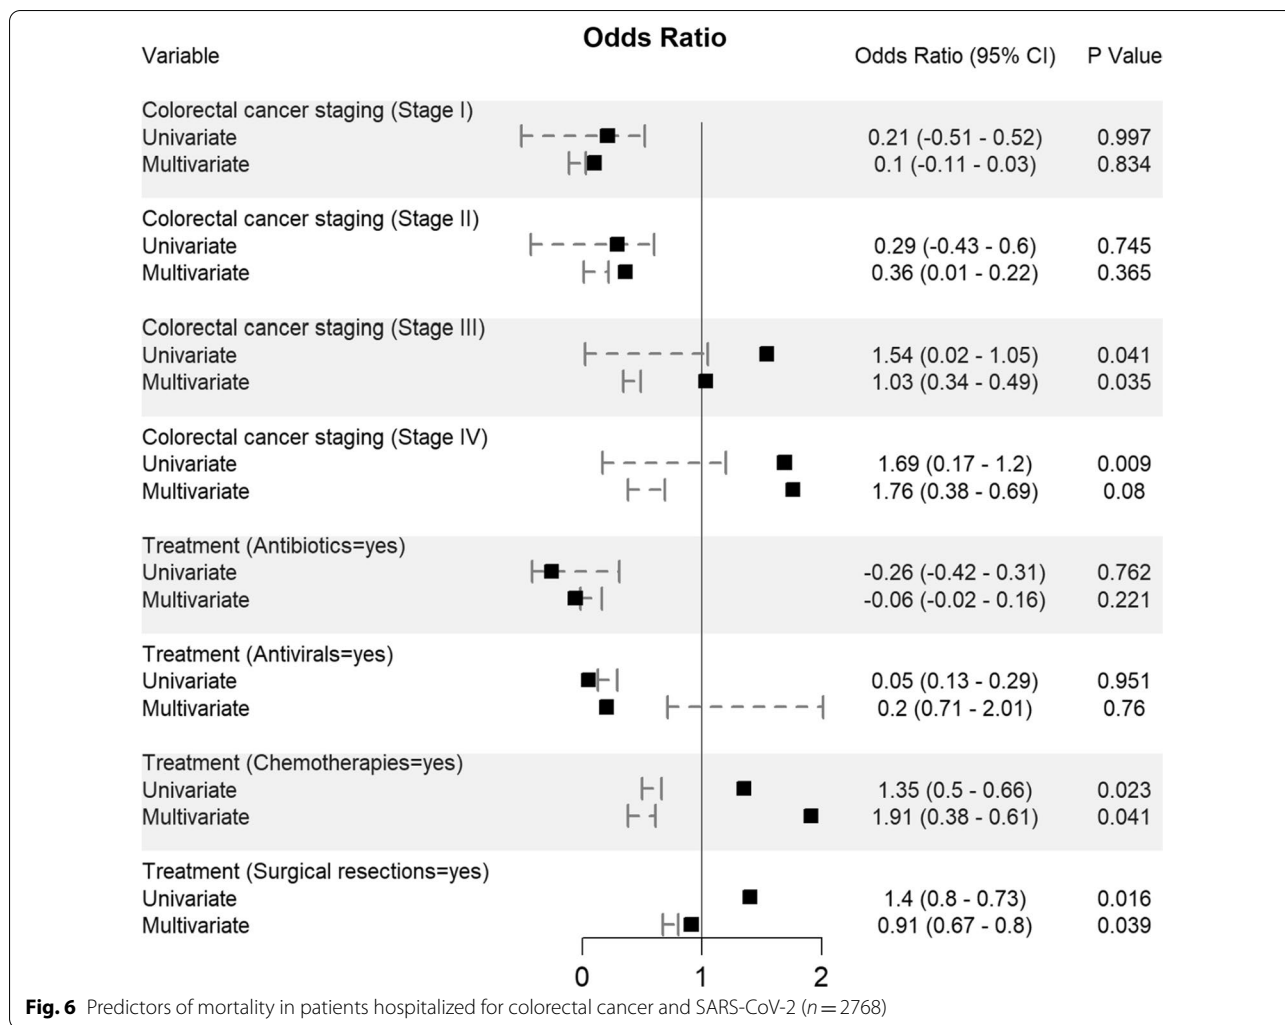 Odds Ratio
Variable Odds Ratio (95% CI) P Value
Colorectal cancer staging (Stage I)
Univariate 0.21 (-0.51 - 0.52) 0.997
Multivariate 0.1 (-0.11 - 0.03) 0.834
Colorectal cancer staging (Stage II)
Univariate 0.29 (-0.43 - 0.6) 0.745
Multivariate 0.36 (0.01 - 0.22) 0.365
Colorectal cancer staging (Stage III)
Univariate 1.54 (0.02 - 1.05) 0.041
Multivariate 1.03 (0.34 - 0.49) 0.035
Colorectal cancer staging (Stage IV)
Univariate 1.69 (0.17 - 1.2) 0.009
Multivariate 1.76 (0.38 - 0.69) 0.08
Treatment (Antibiotics=yes)
Univariate -0.26 (-0.42 - 0.31) 0.762
Multivariate -0.06 (-0.02 - 0.16) 0.221
Treatment (Antivirals=yes)
Univariate 0.05 (0.13 - 0.29) 0.951
Multivariate 0.2 (0.71 - 2.01) 0.76
Treatment (Chemotherapies=yes)
Univariate 1.35 (0.5 - 0.66) 0.023
Multivariate 1.91 (0.38 - 0.61) 0.041
Treatment (Surgical resections=yes)
Univariate 1.4 (0.8 - 0.73) 0.016
Multivariate 0.91 (0.67 - 0.8) 0.039
0 1 2
Fig. 6 Predictors of mortality in patients hospitalized for colorectal cancer and SARS-CoV-2 (n = 2768)